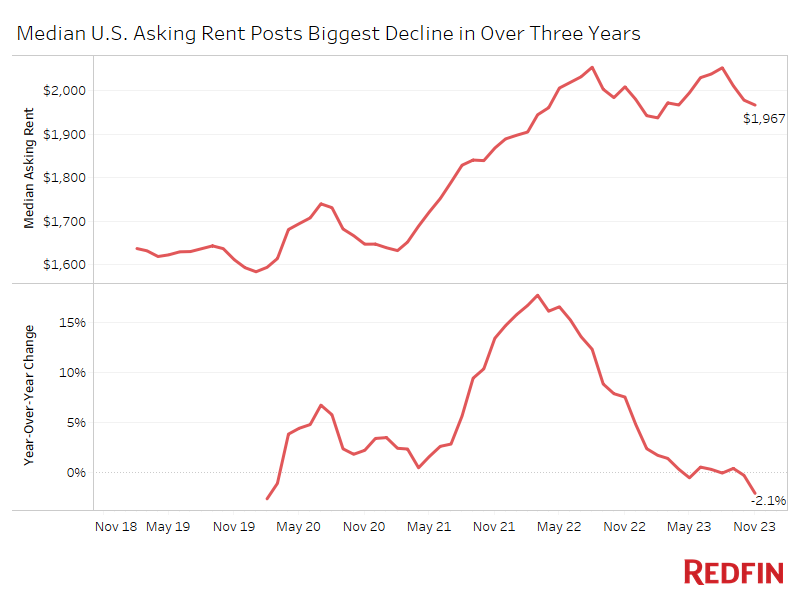 Median U.S. Asking Rent Posts Biggest Decline in Over Three Years
Median Asking Rent
$2,000
$1,900
$1,800
$1,700
$1,600
$1,967
Year-Over-Year Change
15%
10%
5%
0%
-2.1%
Nov 18 May 19 Nov 19 May 20 Nov 20 May 21 Nov 21 May 22 Nov 22 May 23 Nov 23
REDFIN